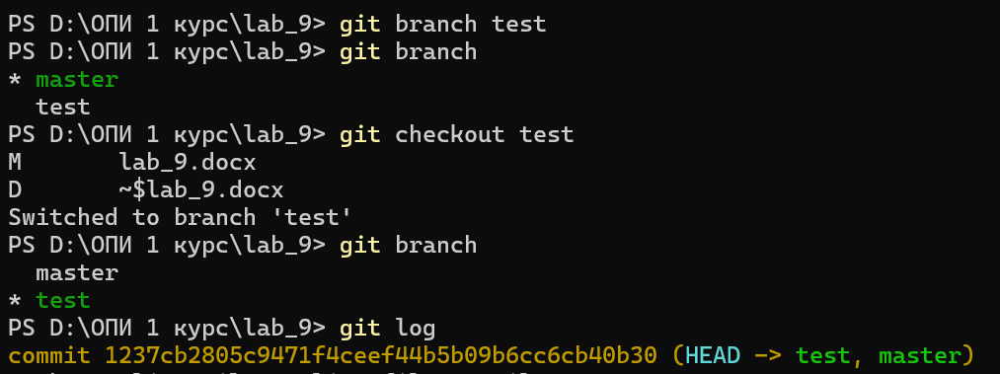 PS D:\ОПИ 1 курс\lab_9> git branch test
PS D:\ОПИ 1 курс\lab_9> git branch
* master
  test
PS D:\ОПИ 1 курс\lab_9> git checkout test
M       lab_9.docx
D       ~$lab_9.docx
Switched to branch 'test'
PS D:\ОПИ 1 курс\lab_9> git branch
  master
* test
PS D:\ОПИ 1 курс\lab_9> git log
commit 1237cb2805c9471f4ceef44b5b09b6cc6cb40b30 (HEAD -> test, master)